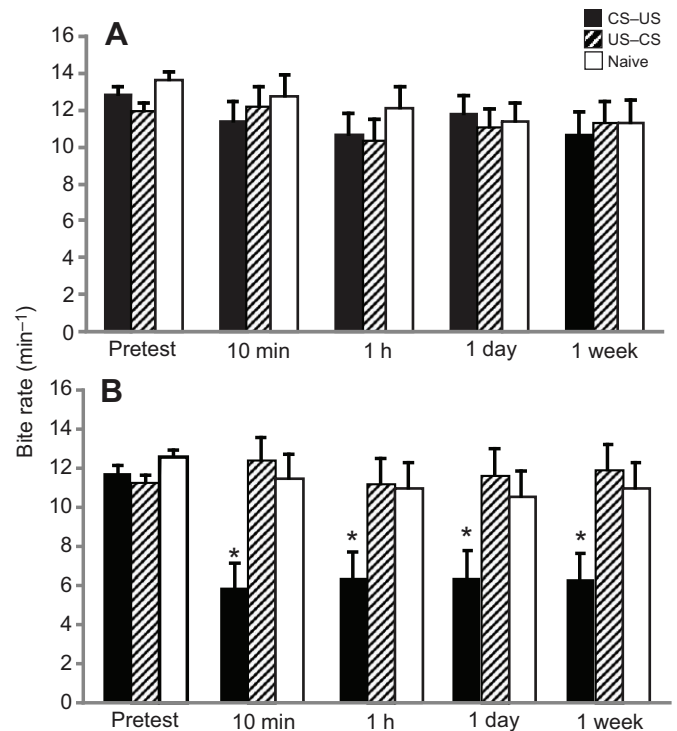 CS–US
US–CS
Naive
A
16
14
12
10
8
6
4
2
0
Pretest 10 min 1 h 1 day 1 week
Bite rate (min–1)
B
16
14
12
10
8
6
4
2
0
* * * *
Pretest 10 min 1 h 1 day 1 week